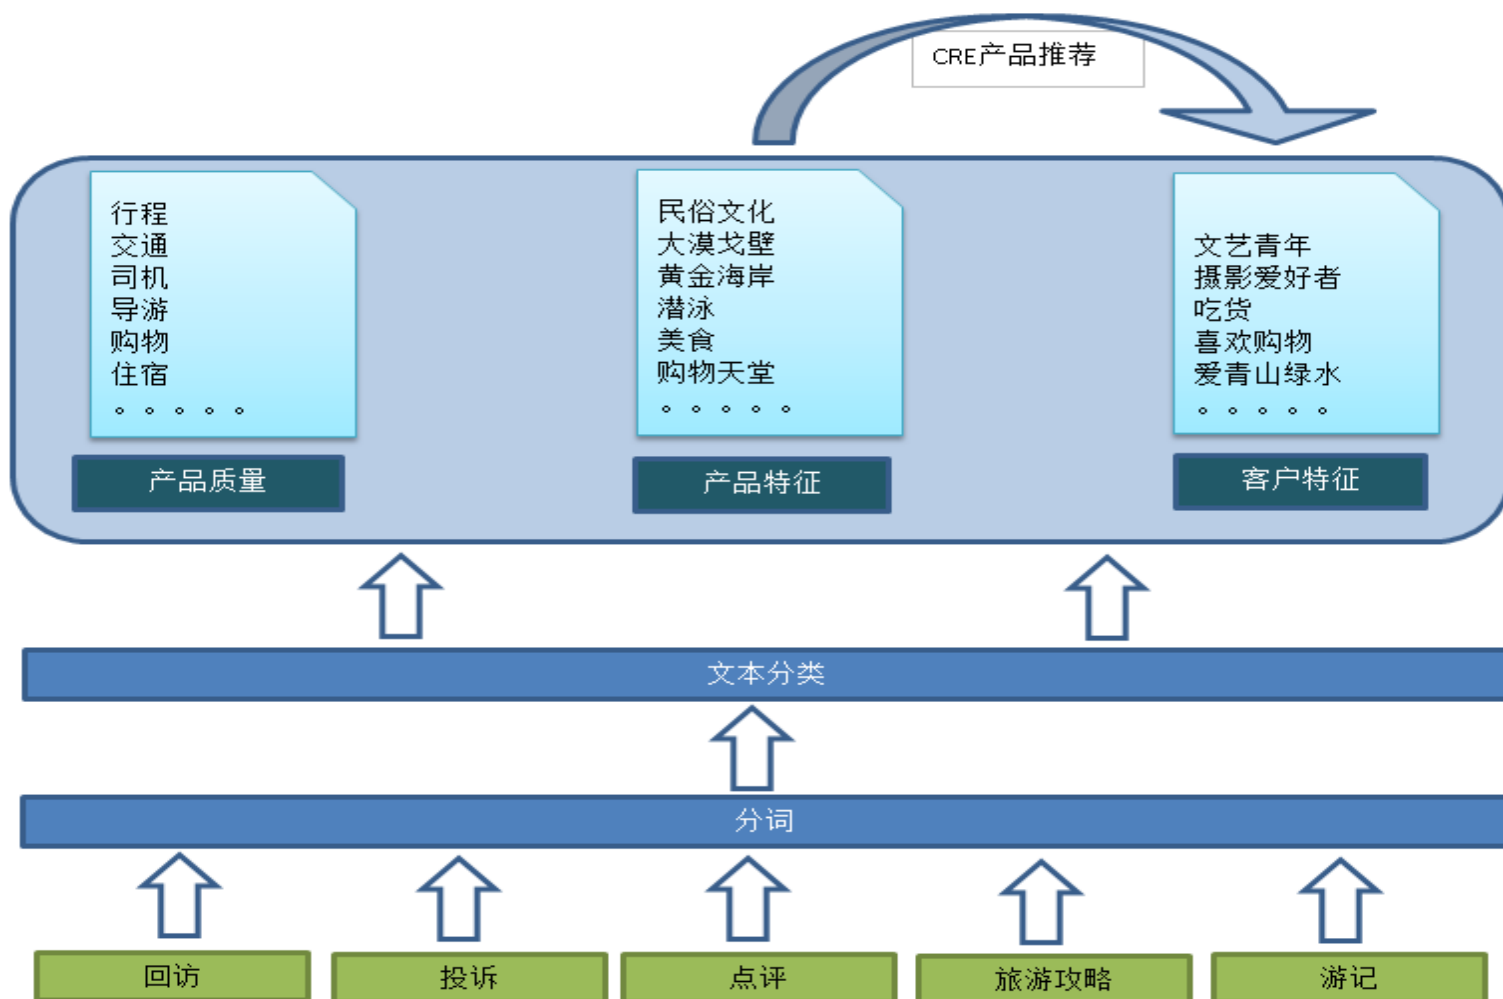 CRE产品推荐
行程
交通
司机
导游
购物
住宿
。。。。。
产品质量
民俗文化
大漠戈壁
黄金海岸
潜泳
美食
购物天堂
。。。。。
产品特征
文艺青年
摄影爱好者
吃货
喜欢购物
爱青山绿水
。。。。。
客户特征
文本分类
分词
回访
投诉
点评
旅游攻略
游记